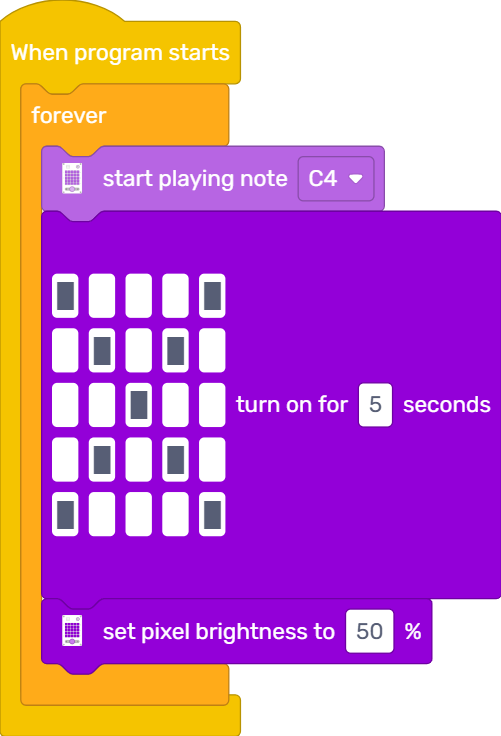 When program starts
forever
start playing note C4
turn on for 5 seconds
set pixel brightness to 50 %